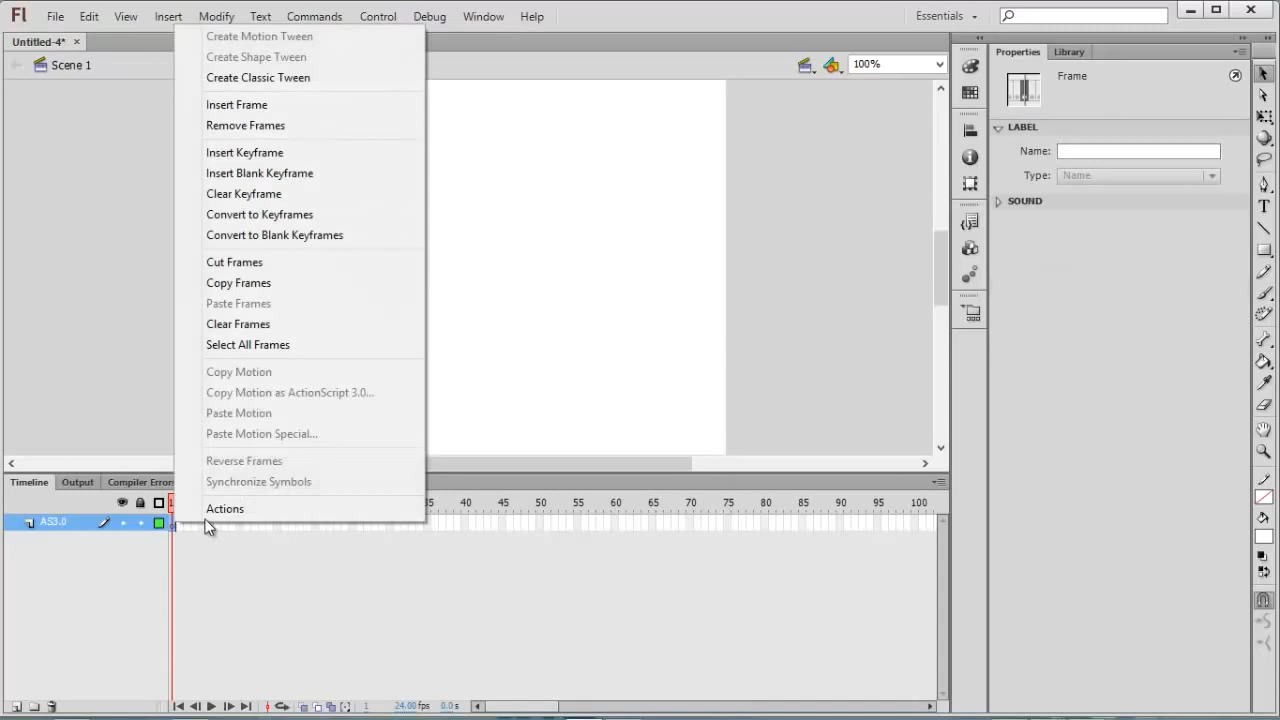 Fl File Edit View Insert Modify Text Commands Control Debug Window Help Essentials
Untitled-4* ×
Scene 1
100%
Create Motion Tween
Create Shape Tween
Create Classic Tween
Insert Frame
Remove Frames
Insert Keyframe
Insert Blank Keyframe
Clear Keyframe
Convert to Keyframes
Convert to Blank Keyframes
Cut Frames
Copy Frames
Paste Frames
Clear Frames
Select All Frames
Copy Motion
Copy Motion as ActionScript 3.0...
Paste Motion
Paste Motion Special...
Reverse Frames
Synchronize Symbols
Actions
Properties Library
Frame
LABEL
Name:
Type: Name
SOUND
Timeline Output Compiler Errors
1 35 40 45 50 55 60 65 70 75 80 85 90 95 100
AS3.0
1 24.00 fps 0.0 s